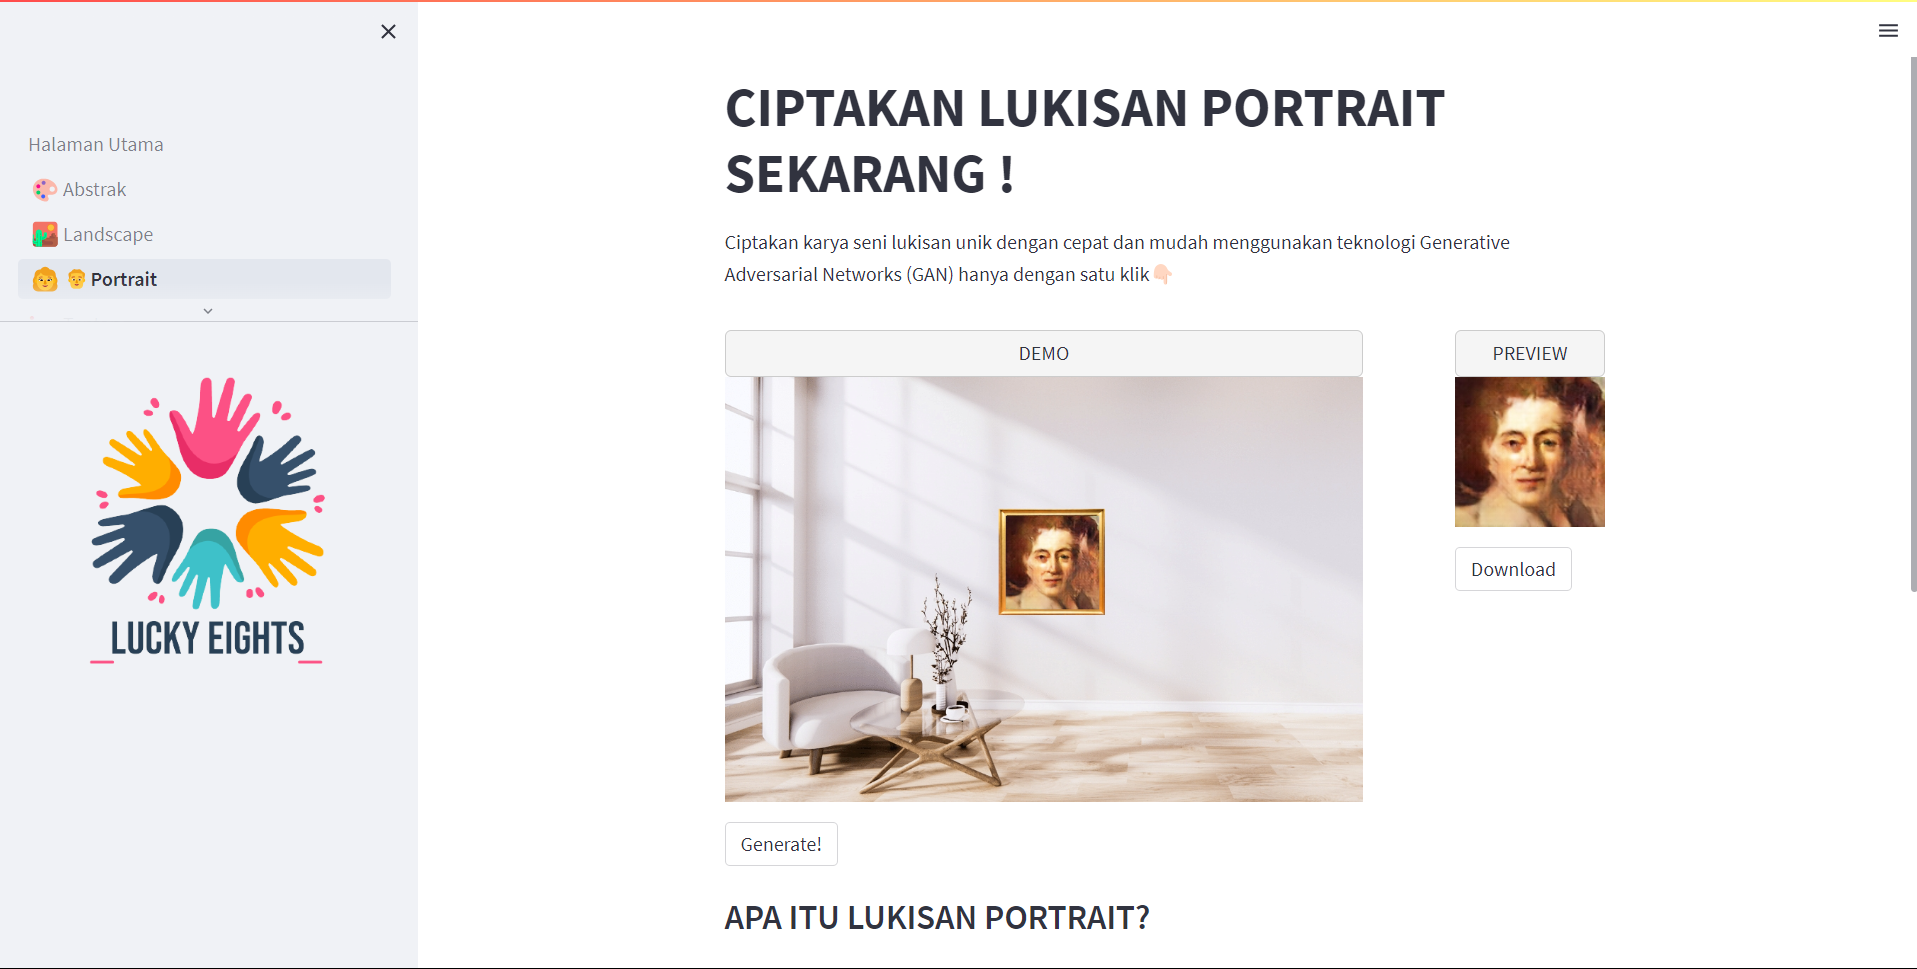 Halaman Utama
Abstrak
Landscape
Portrait
LUCKY EIGHTS
CIPTAKAN LUKISAN PORTRAIT
SEKARANG !
Ciptakan karya seni lukisan unik dengan cepat dan mudah menggunakan teknologi Generative
Adversarial Networks (GAN) hanya dengan satu klik👇🏻
DEMO
PREVIEW
Download
Generate!
APA ITU LUKISAN PORTRAIT?